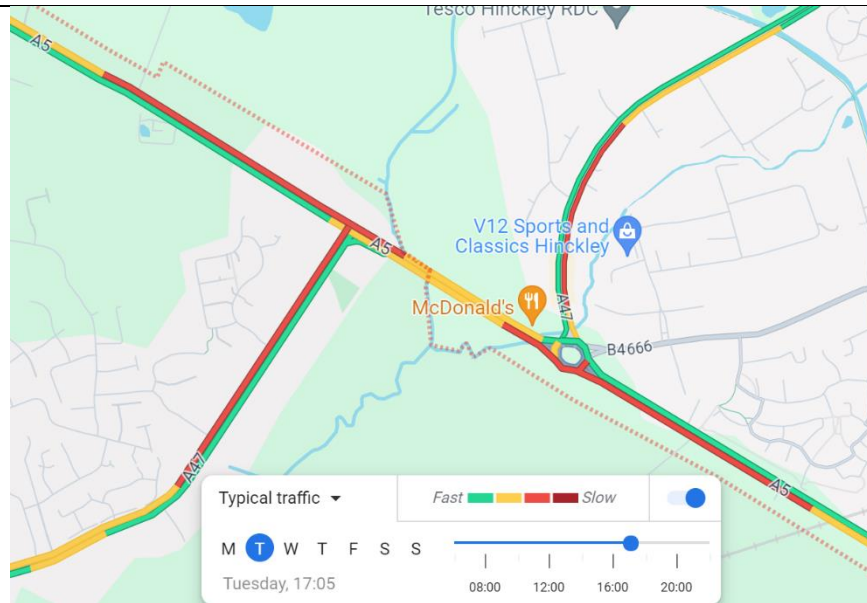 Tesco Hinckley RDC
A5
V12 Sports and
Classics Hinckley
A5
McDonald's
A47
B4666
A47
A5
Typical traffic
Fast
Slow
M T W T F S S
Tuesday, 17:05
08:00 12:00 16:00 20:00